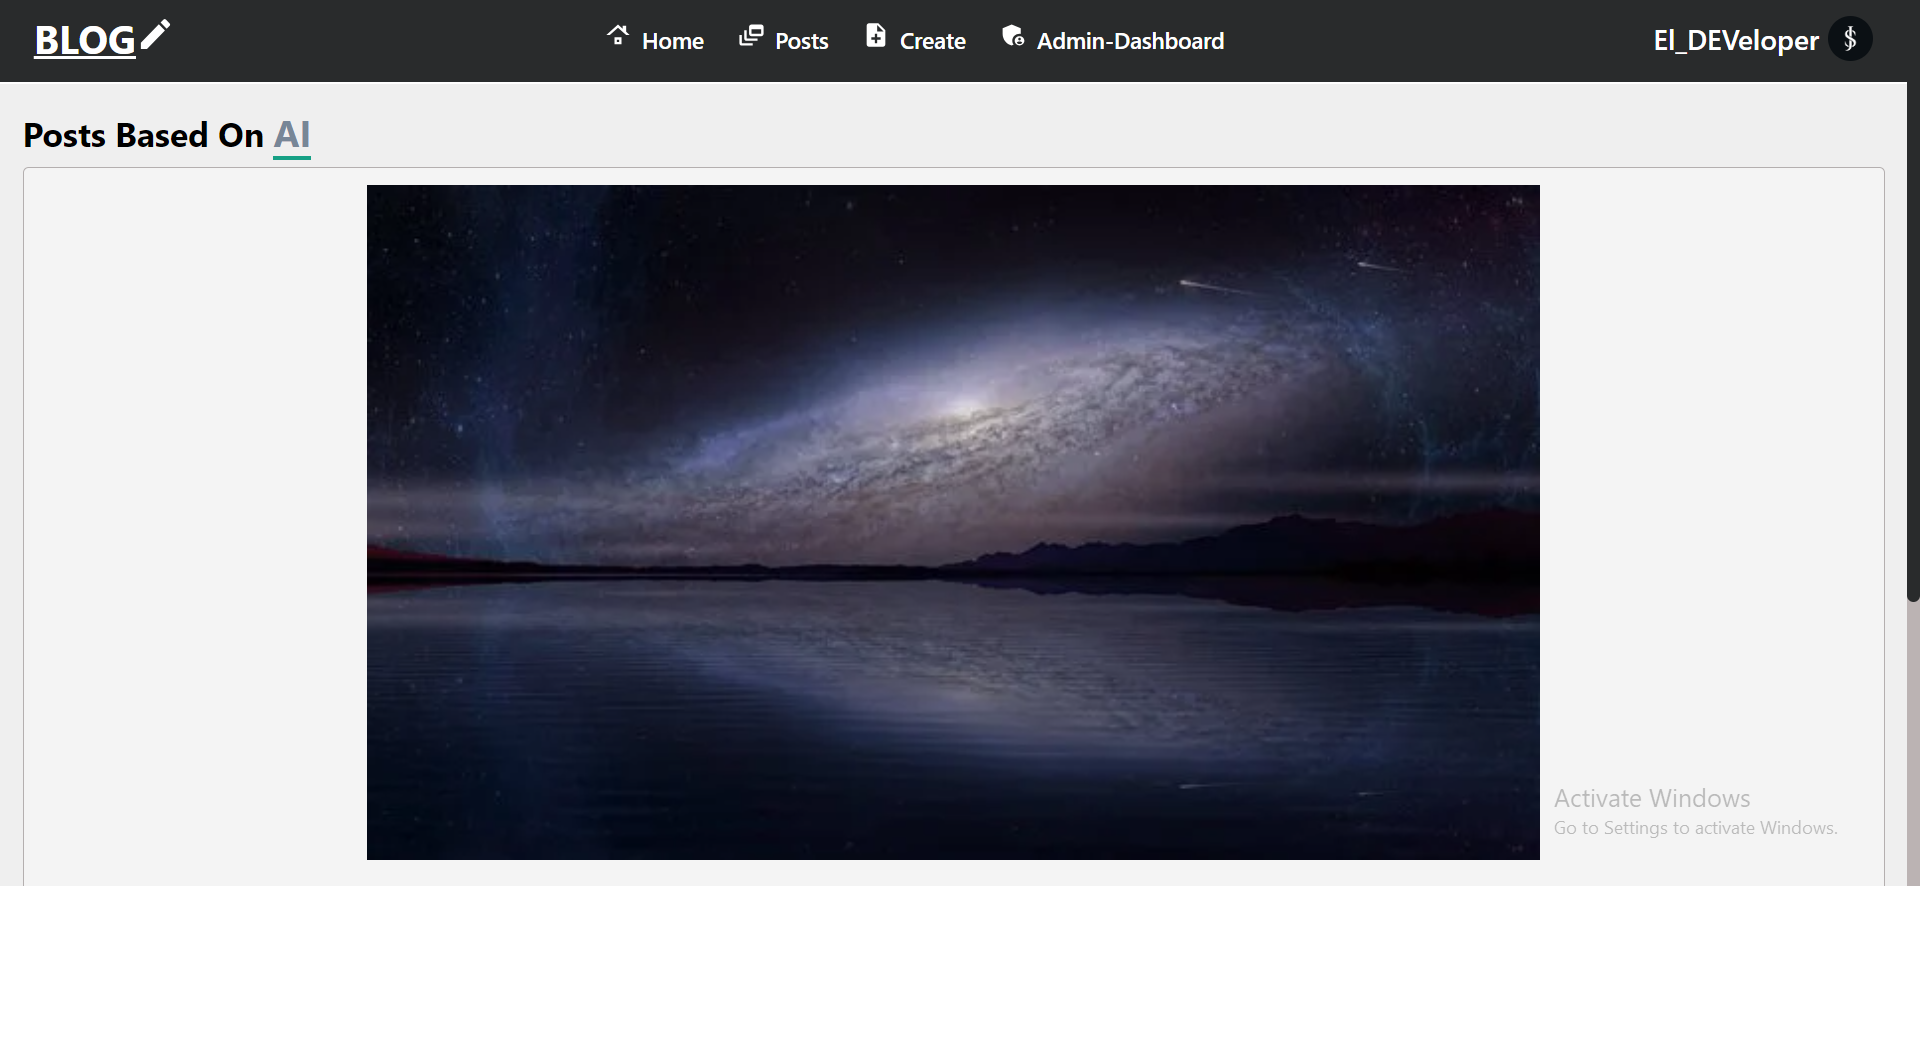 BLOG
Home Posts Create Admin-Dashboard
El_DEVeloper
Posts Based On AI
Activate Windows
Go to Settings to activate Windows.